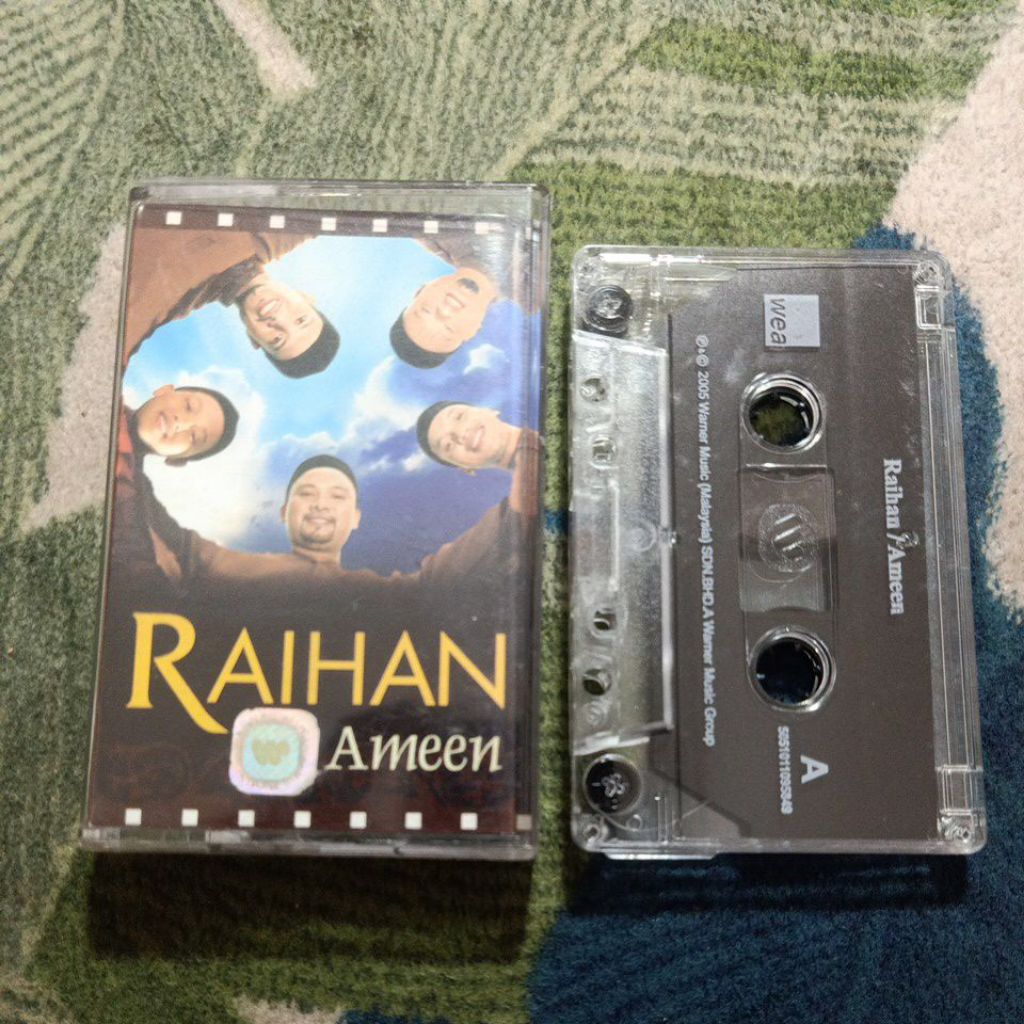 RAIHAN
Ameen
wea
Raihan / Ameen
℗ & © 2005 Warner Music (Malaysia) SDN.BHD.A Warner Music Group
A